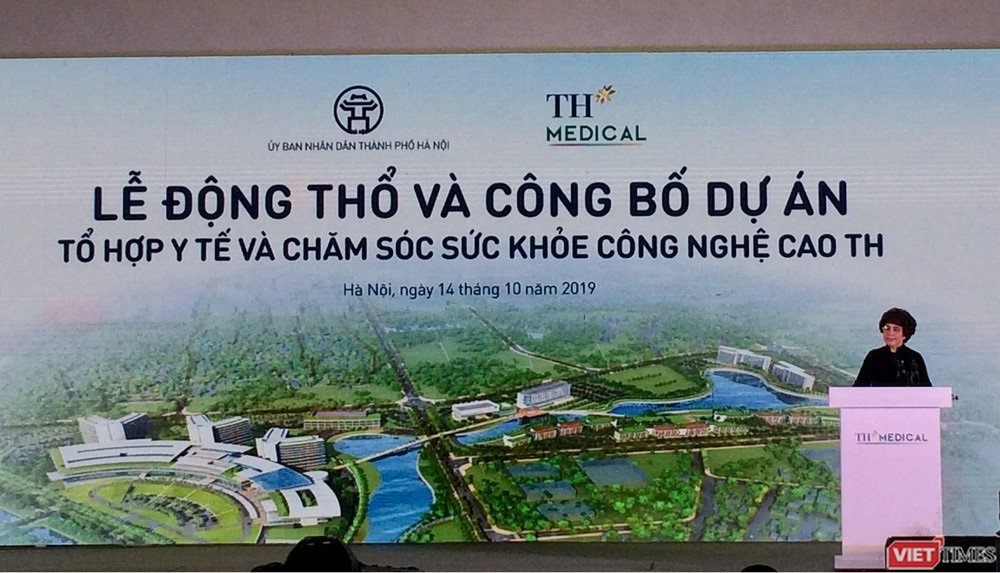 ỦY BAN NHÂN DÂN THÀNH PHỐ HÀ NỘI
TH
MEDICAL
LỄ ĐỘNG THỔ VÀ CÔNG BỐ DỰ ÁN
TỔ HỢP Y TẾ VÀ CHĂM SÓC SỨC KHỎE CÔNG NGHỆ CAO TH
Hà Nội, ngày 14 tháng 10 năm 2019
TH MEDICAL
VIETTIMES